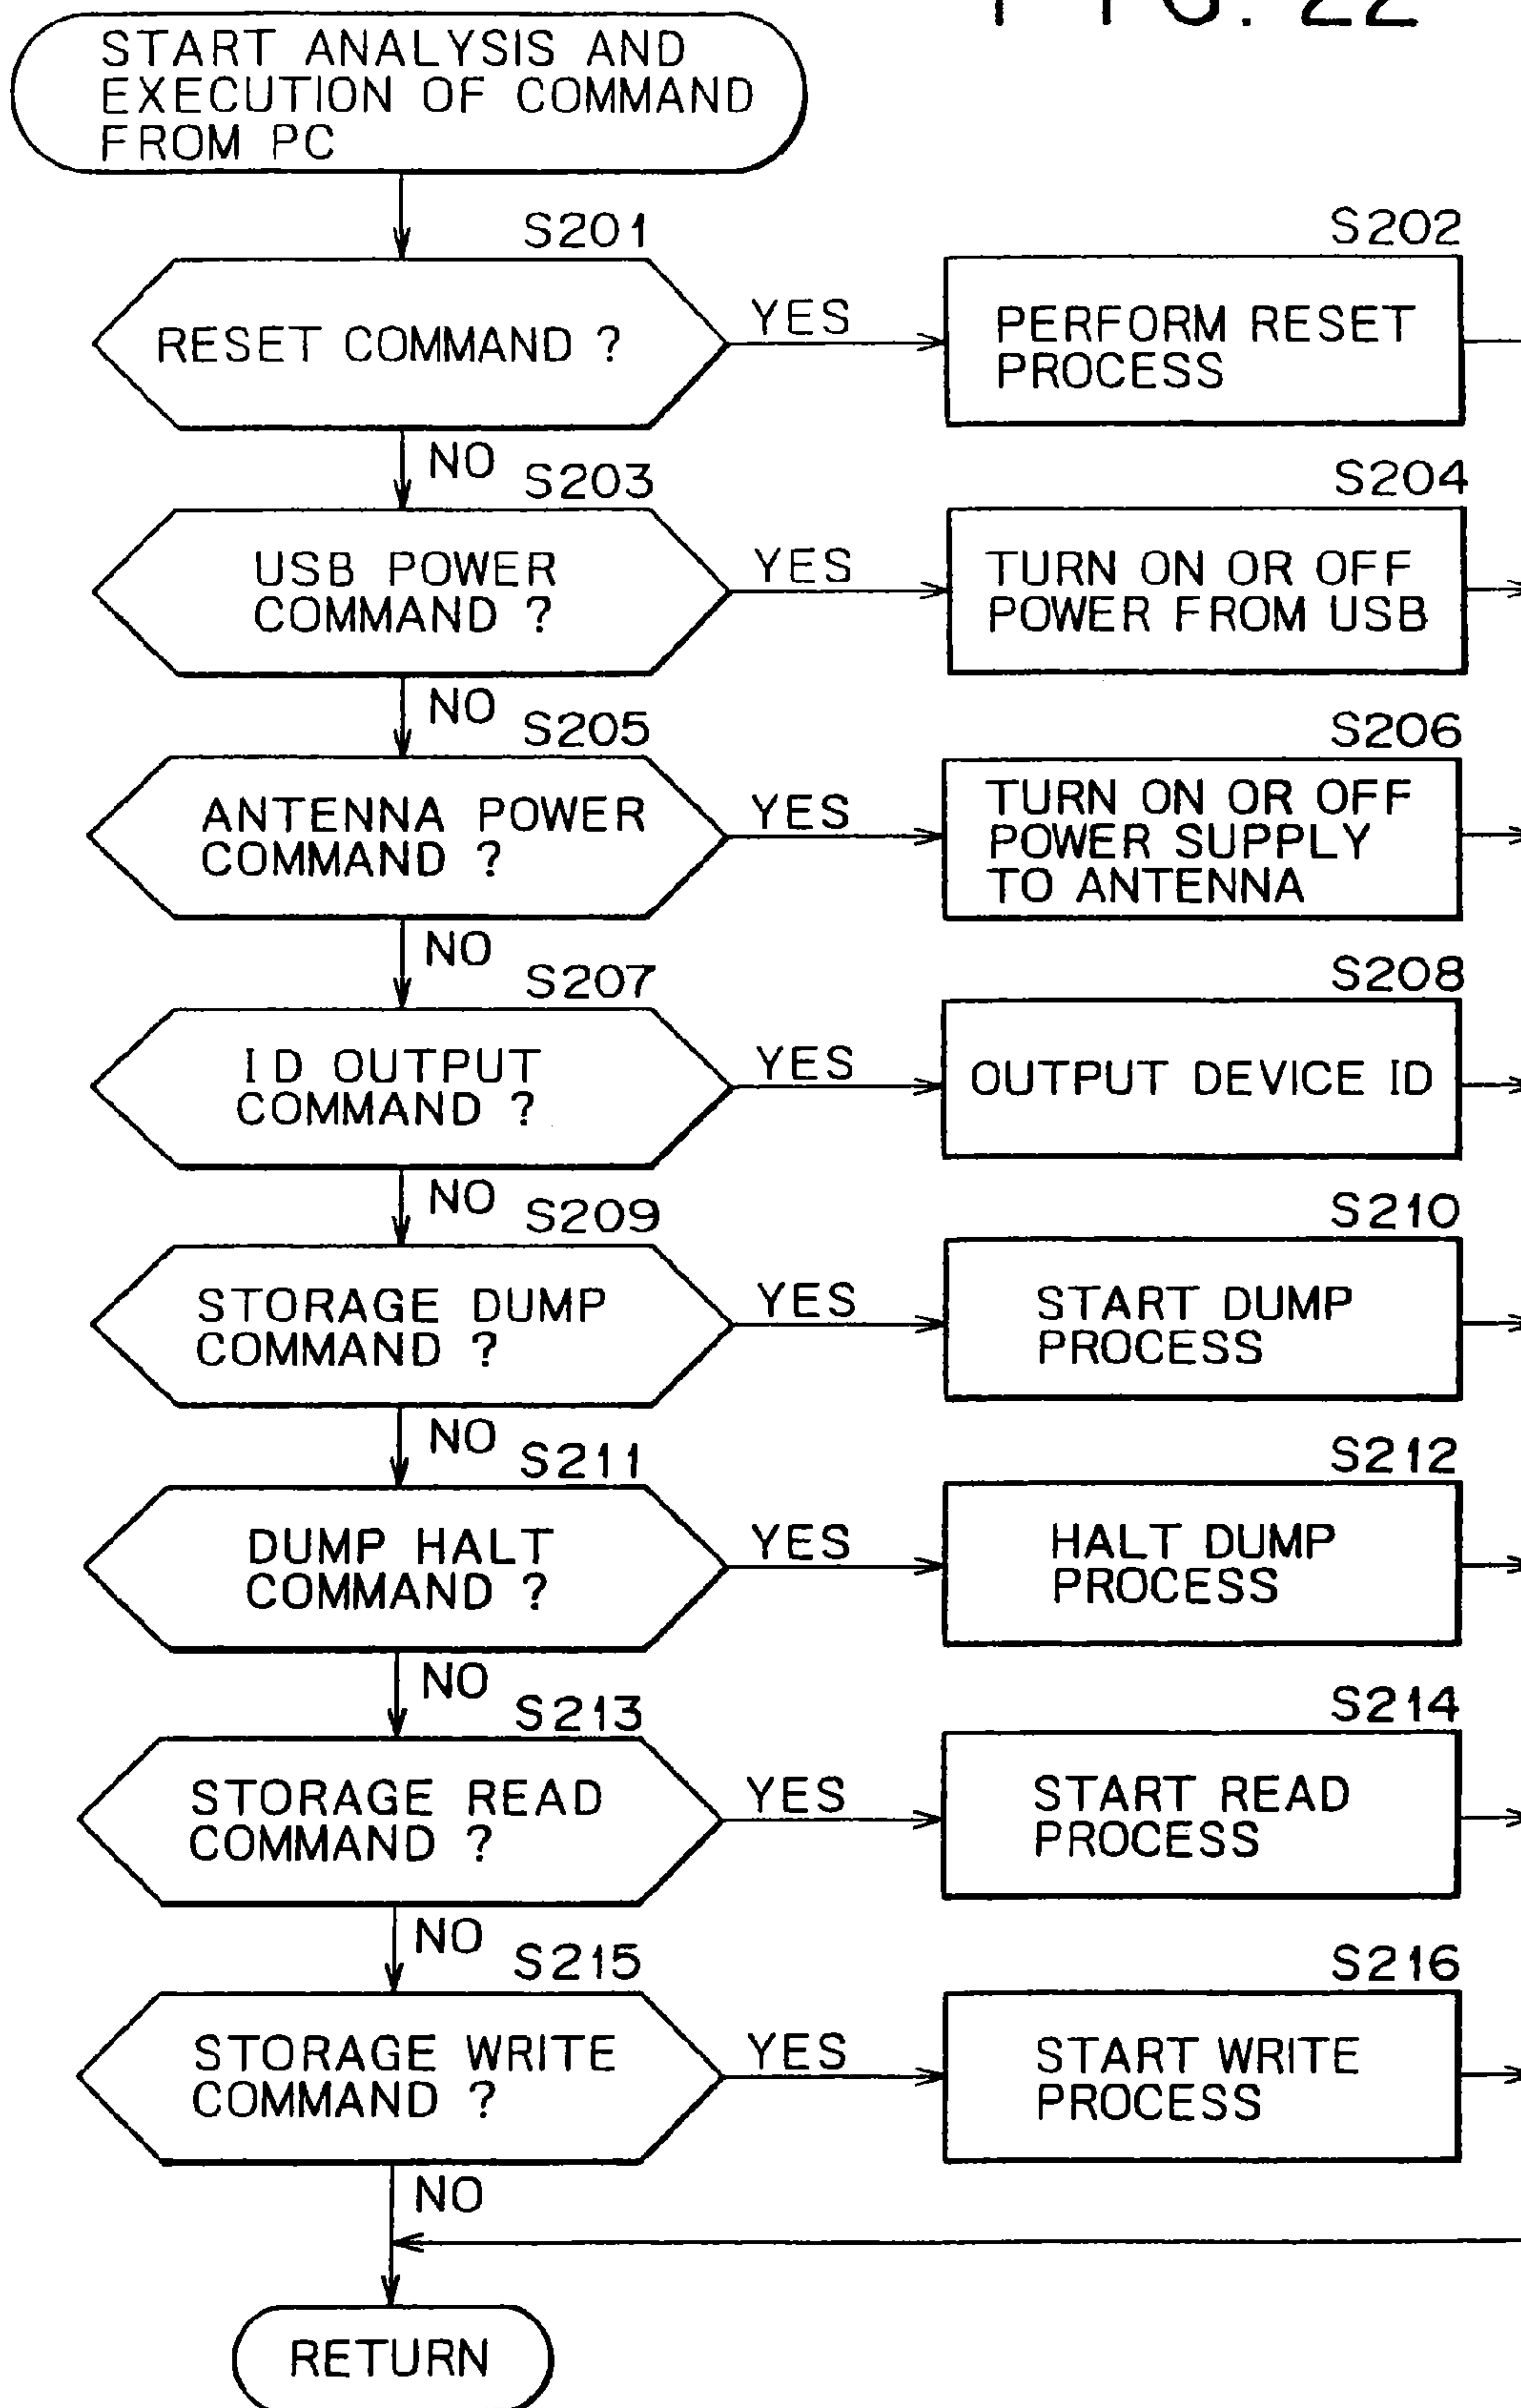 FIG. 22
START ANALYSIS AND
EXECUTION OF COMMAND
FROM PC
S201
RESET COMMAND ?
YES
S202
PERFORM RESET
PROCESS
NO
S203
USB POWER
COMMAND ?
YES
S204
TURN ON OR OFF
POWER FROM USB
NO
S205
ANTENNA POWER
COMMAND ?
YES
S206
TURN ON OR OFF
POWER SUPPLY
TO ANTENNA
NO
S207
ID OUTPUT
COMMAND ?
YES
S208
OUTPUT DEVICE ID
NO
S209
STORAGE DUMP
COMMAND ?
YES
S210
START DUMP
PROCESS
NO
S211
DUMP HALT
COMMAND ?
YES
S212
HALT DUMP
PROCESS
NO
S213
STORAGE READ
COMMAND ?
YES
S214
START READ
PROCESS
NO
S215
STORAGE WRITE
COMMAND ?
YES
S216
START WRITE
PROCESS
NO
RETURN